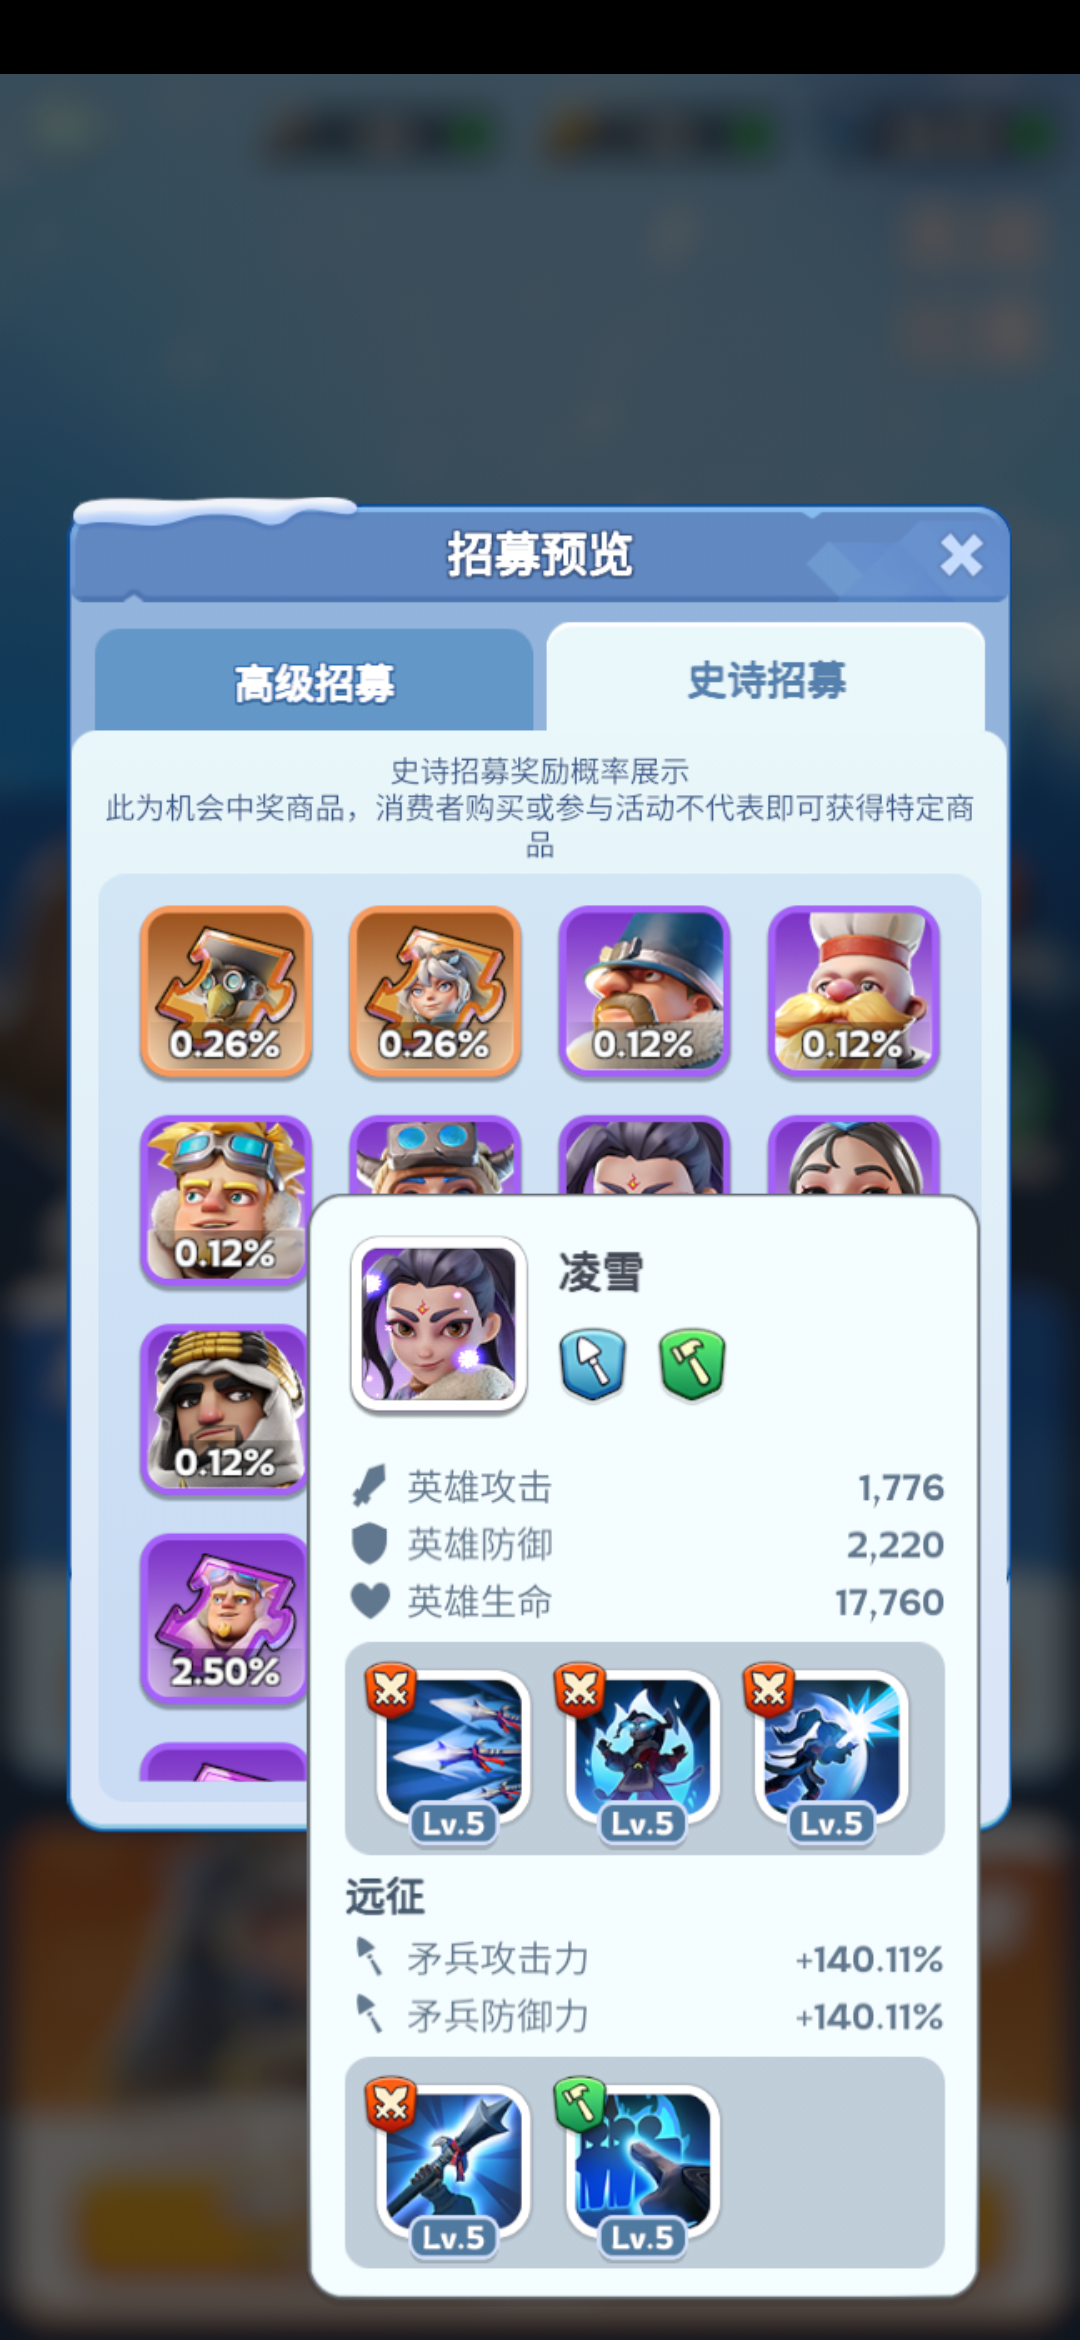 招募预览
高级招募
史诗招募
史诗招募奖励概率展示
此为机会中奖商品，消费者购买或参与活动不代表即可获得特定商
品
0.26%
0.26%
0.12%
0.12%
0.12%
0.12%
2.50%
凌雪
英雄攻击 1,776
英雄防御 2,220
英雄生命 17,760
Lv.5
Lv.5
Lv.5
远征
矛兵攻击力 +140.11%
矛兵防御力 +140.11%
Lv.5
Lv.5